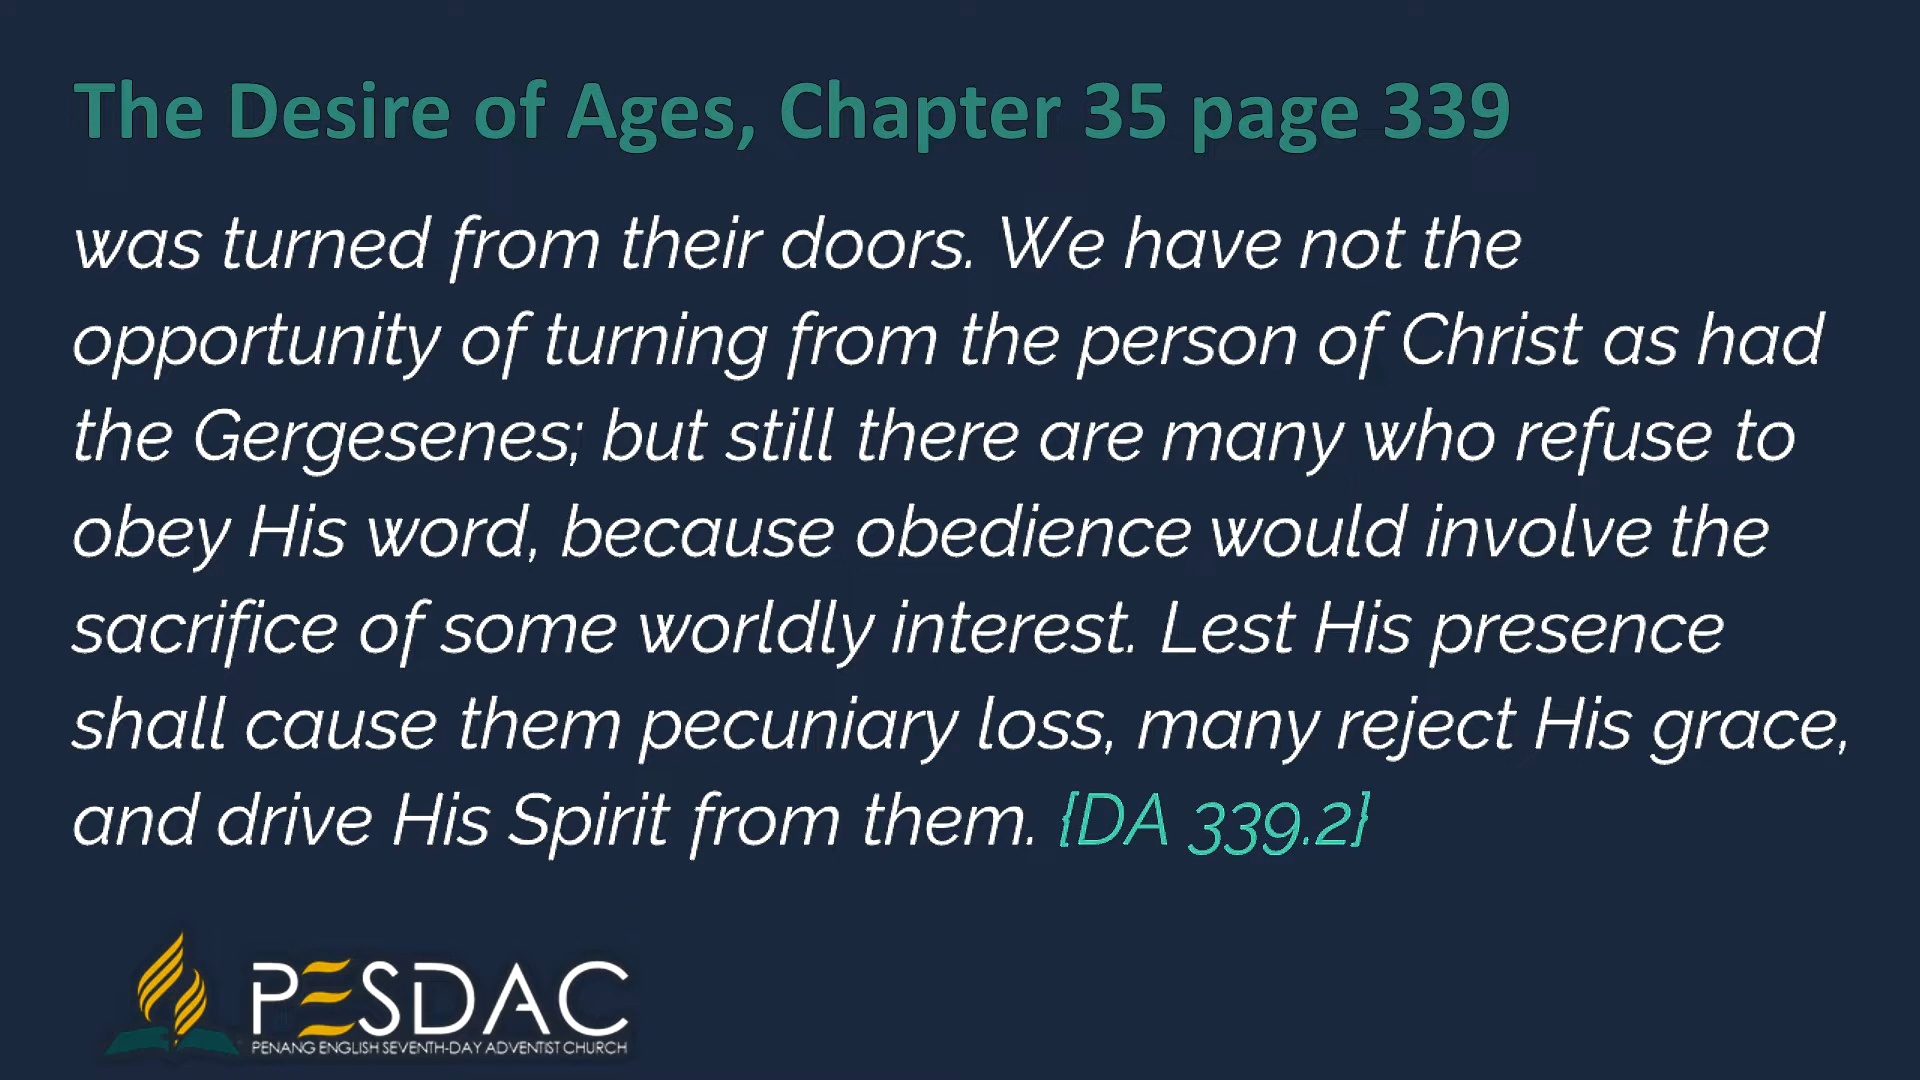 The Desire of Ages, Chapter 35 page 339
was turned from their doors. We have not the
opportunity of turning from the person of Christ as had
the Gergesenes; but still there are many who refuse to
obey His word, because obedience would involve the
sacrifice of some worldly interest. Lest His presence
shall cause them pecuniary loss, many reject His grace,
and drive His Spirit from them. {DA 339.2}
PESDAC
PENANG ENGLISH SEVENTH-DAY ADVENTIST CHURCH